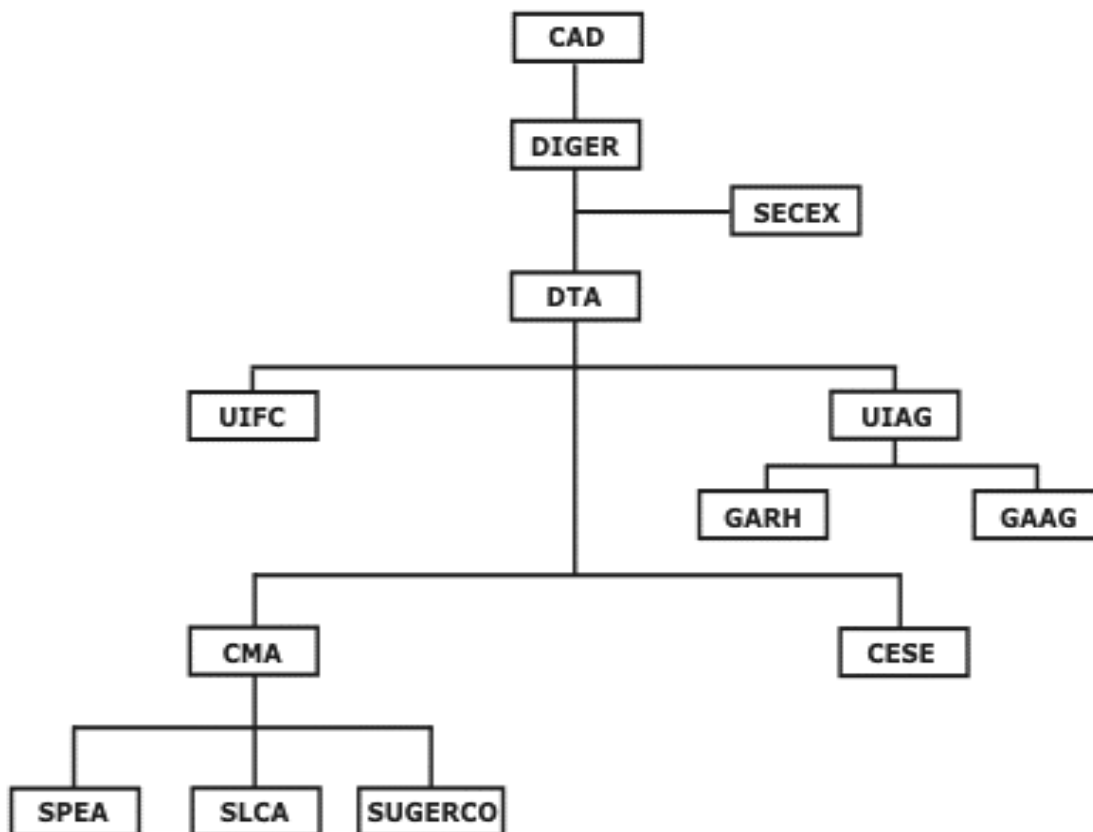 CAD
DIGER
SECEX
DTA
UIFC
UIAG
GARH
GAAG
CMA
CESE
SPEA
SLCA
SUGERCO